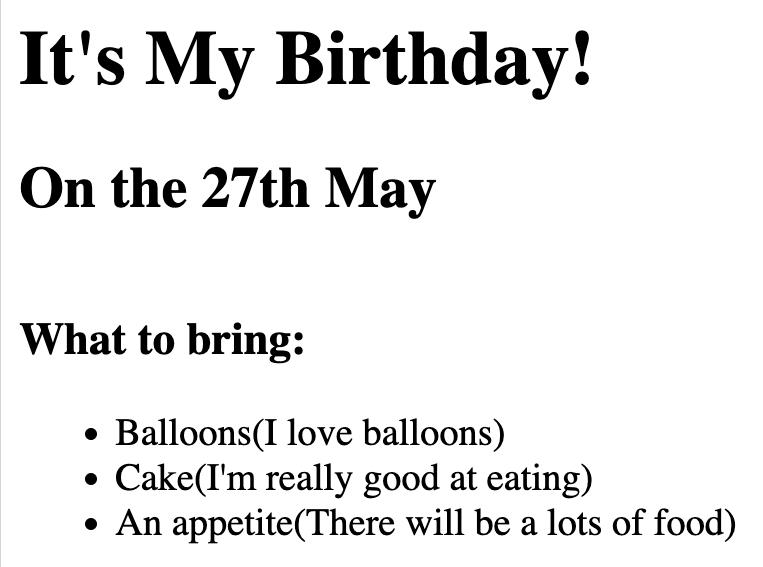 It's My Birthday!
On the 27th May
What to bring:
• Balloons(I love balloons)
• Cake(I'm really good at eating)
• An appetite(There will be a lots of food)